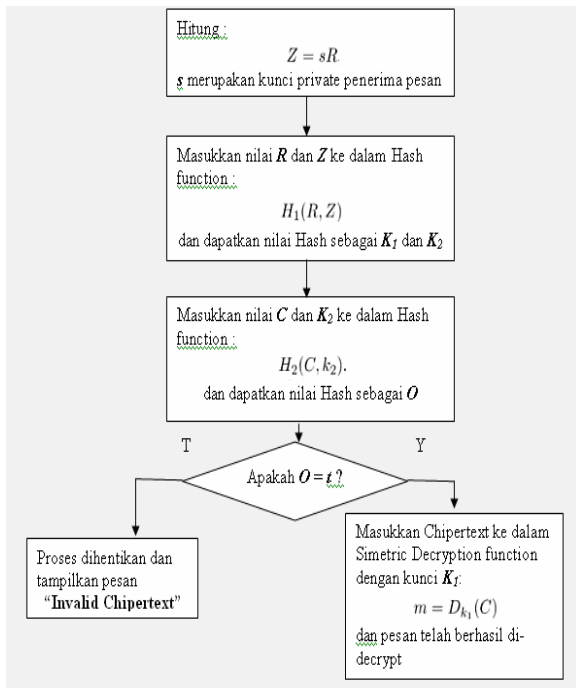 Hitung :
Z = sR
s merupakan kunci private penerima pesan
Masukkan nilai R dan Z ke dalam Hash
function :
H₁(R, Z)
dan dapatkan nilai Hash sebagai K₁ dan K₂
Masukkan nilai C dan K₂ ke dalam Hash
function :
H₂(C, k₂).
dan dapatkan nilai Hash sebagai O
T
Y
Apakah O = t ?
Proses dihentikan dan
tampilkan pesan
“Invalid Chipertext”
Masukkan Chipertext ke dalam
Simetric Decryption function
dengan kunci K₁:
m = Dₖ₁(C)
dan pesan telah berhasil di-
decrypt